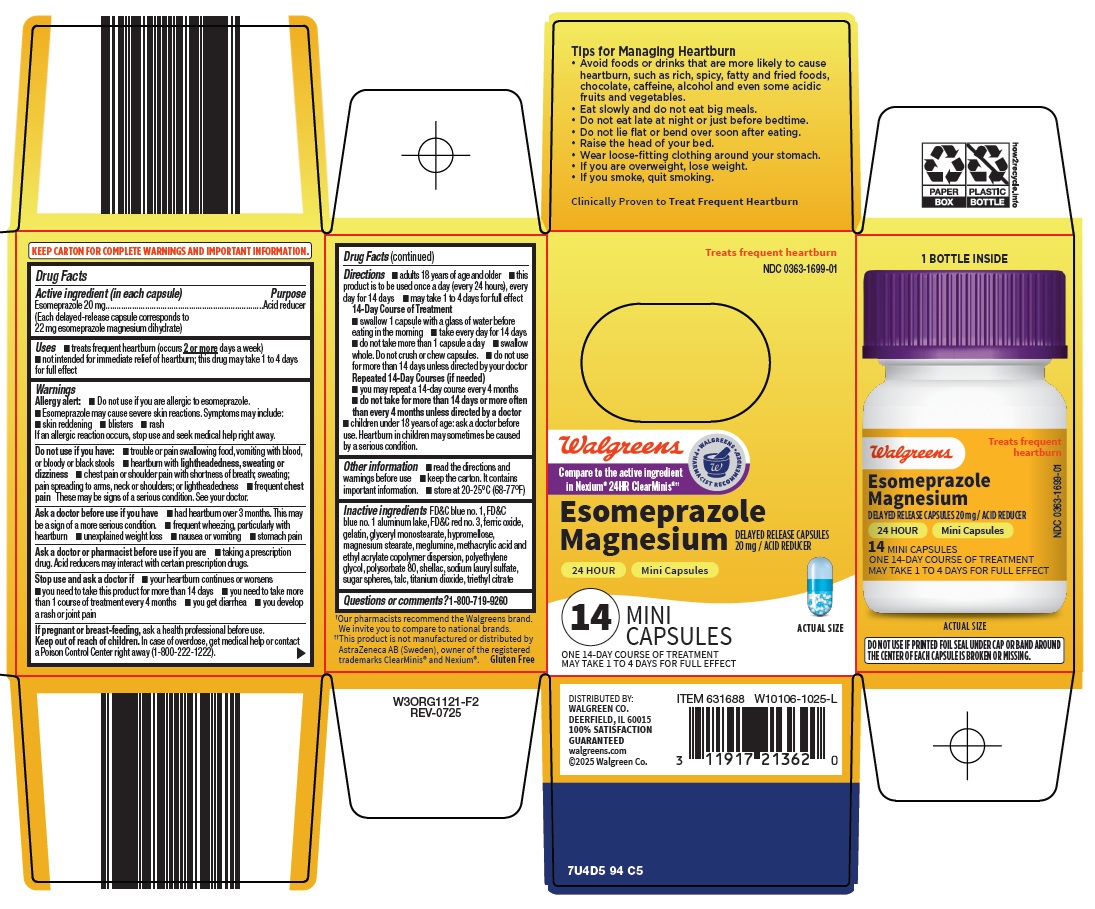 KEEP CARTON FOR COMPLETE WARNINGS AND IMPORTANT INFORMATION.
Drug Facts
Active ingredient (in each capsule) Purpose
Esomeprazole 20 mg................................................................Acid reducer
(Each delayed-release capsule corresponds to
22 mg esomeprazole magnesium dihydrate)
Uses ■ treats frequent heartburn (occurs 2 or more days a week)
■ not intended for immediate relief of heartburn; this drug may take 1 to 4 days
for full effect
Warnings
Allergy alert: ■ Do not use if you are allergic to esomeprazole.
■ Esomeprazole may cause severe skin reactions. Symptoms may include:
■ skin reddening ■ blisters ■ rash
If an allergic reaction occurs, stop use and seek medical help right away.
Do not use if you have: ■ trouble or pain swallowing food, vomiting with blood,
or bloody or black stools ■ heartburn with lightheadedness, sweating or
dizziness ■ chest pain or shoulder pain with shortness of breath; sweating;
pain spreading to arms, neck or shoulders; or lightheadedness ■ frequent chest
pain These may be signs of a serious condition. See your doctor.
Ask a doctor before use if you have ■ had heartburn over 3 months. This may
be a sign of a more serious condition. ■ frequent wheezing, particularly with
heartburn ■ unexplained weight loss ■ nausea or vomiting ■ stomach pain
Ask a doctor or pharmacist before use if you are ■ taking a prescription
drug. Acid reducers may interact with certain prescription drugs.
Stop use and ask a doctor if ■ your heartburn continues or worsens
■ you need to take this product for more than 14 days ■ you need to take more
than 1 course of treatment every 4 months ■ you get diarrhea ■ you develop
a rash or joint pain
If pregnant or breast-feeding, ask a health professional before use.
Keep out of reach of children. In case of overdose, get medical help or contact
a Poison Control Center right away (1-800-222-1222).
Drug Facts (continued)
Directions ■ adults 18 years of age and older ■ this
product is to be used once a day (every 24 hours), every
day for 14 days ■ may take 1 to 4 days for full effect
14-Day Course of Treatment
■ swallow 1 capsule with a glass of water before
eating in the morning ■ take every day for 14 days
■ do not take more than 1 capsule a day ■ swallow
whole. Do not crush or chew capsules. ■ do not use
for more than 14 days unless directed by your doctor
Repeated 14-Day Courses (if needed)
■ you may repeat a 14-day course every 4 months
■ do not take for more than 14 days or more often
than every 4 months unless directed by a doctor
■ children under 18 years of age: ask a doctor before
use. Heartburn in children may sometimes be caused
by a serious condition.
Other information ■ read the directions and
warnings before use ■ keep the carton. It contains
important information. ■ store at 20-25°C (68-77°F)
Inactive ingredients FD&C blue no. 1, FD&C
blue no. 1 aluminum lake, FD&C red no. 3, ferric oxide,
gelatin, glyceryl monostearate, hypromellose,
magnesium stearate, meglumine, methacrylic acid and
ethyl acrylate copolymer dispersion, polyethylene
glycol, polysorbate 80, shellac, sodium lauryl sulfate,
sugar spheres, talc, titanium dioxide, triethyl citrate
Questions or comments? 1-800-719-9260
†Our pharmacists recommend the Walgreens brand.
We invite you to compare to national brands.
††This product is not manufactured or distributed by
AstraZeneca AB (Sweden), owner of the registered
trademarks ClearMinis® and Nexium®. Gluten Free
W3ORG1121-F2
REV-0725
Tips for Managing Heartburn
• Avoid foods or drinks that are more likely to cause
heartburn, such as rich, spicy, fatty and fried foods,
chocolate, caffeine, alcohol and even some acidic
fruits and vegetables.
• Eat slowly and do not eat big meals.
• Do not eat late at night or just before bedtime.
• Do not lie flat or bend over soon after eating.
• Raise the head of your bed.
• Wear loose-fitting clothing around your stomach.
• If you are overweight, lose weight.
• If you smoke, quit smoking.
Clinically Proven to Treat Frequent Heartburn
Treats frequent heartburn
NDC 0363-1699-01
Walgreens
WALGREENS PHARMACIST RECOMMENDED
Compare to the active ingredient
in Nexium® 24HR ClearMinis®††
Esomeprazole
Magnesium
DELAYED RELEASE CAPSULES
20 mg / ACID REDUCER
24 HOUR Mini Capsules
14 MINI
CAPSULES
ACTUAL SIZE
ONE 14-DAY COURSE OF TREATMENT
MAY TAKE 1 TO 4 DAYS FOR FULL EFFECT
DISTRIBUTED BY:
WALGREEN CO.
DEERFIELD, IL 60015
100% SATISFACTION
GUARANTEED
walgreens.com
©2025 Walgreen Co.
ITEM 631688 W10106-1025-L
3 11917 21362 0
7U4D5 94 C5
PAPER PLASTIC
BOX BOTTLE
how2recycle.info
1 BOTTLE INSIDE
Walgreens
Treats frequent
heartburn
Esomeprazole
Magnesium
DELAYED RELEASE CAPSULES 20 mg / ACID REDUCER
24 HOUR Mini Capsules
14 MINI CAPSULES
ONE 14-DAY COURSE OF TREATMENT
MAY TAKE 1 TO 4 DAYS FOR FULL EFFECT
NDC 0363-1699-01
ACTUAL SIZE
DO NOT USE IF PRINTED FOIL SEAL UNDER CAP OR BAND AROUND
THE CENTER OF EACH CAPSULE IS BROKEN OR MISSING.